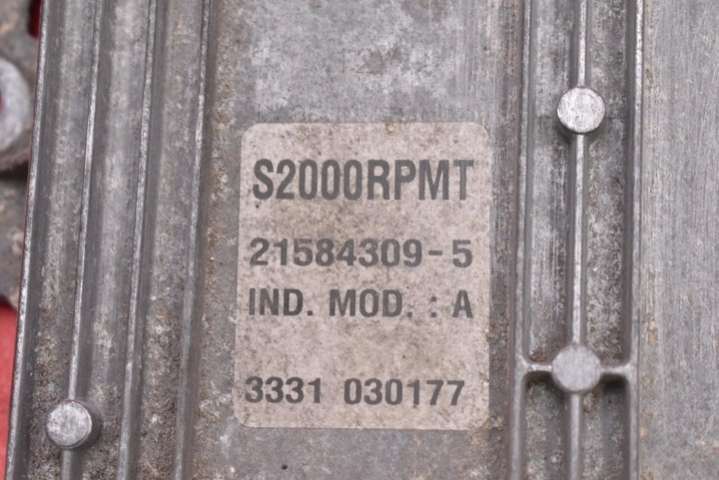 S2000RPMT
21584309-5
IND. MOD. : A
3331 030177